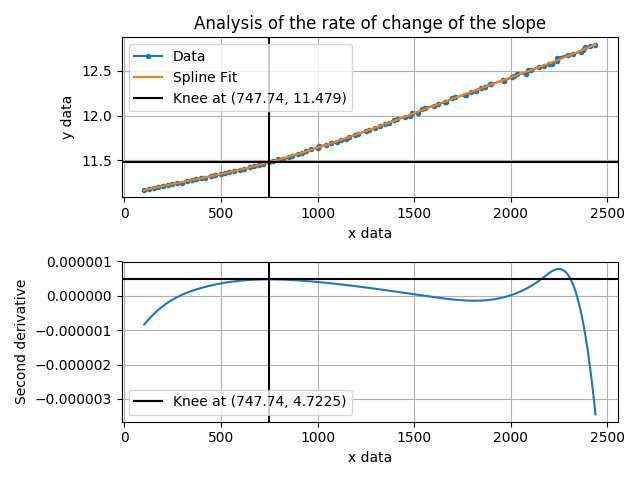 Analysis of the rate of change of the slope
Data
Spline Fit
Knee at (747.74, 11.479)
12.5
12.0
11.5
y data
0
500
1000
1500
2000
2500
x data
0.000001
0.000000
−0.000001
−0.000002
−0.000003
Second derivative
Knee at (747.74, 4.7225)
0
500
1000
1500
2000
2500
x data